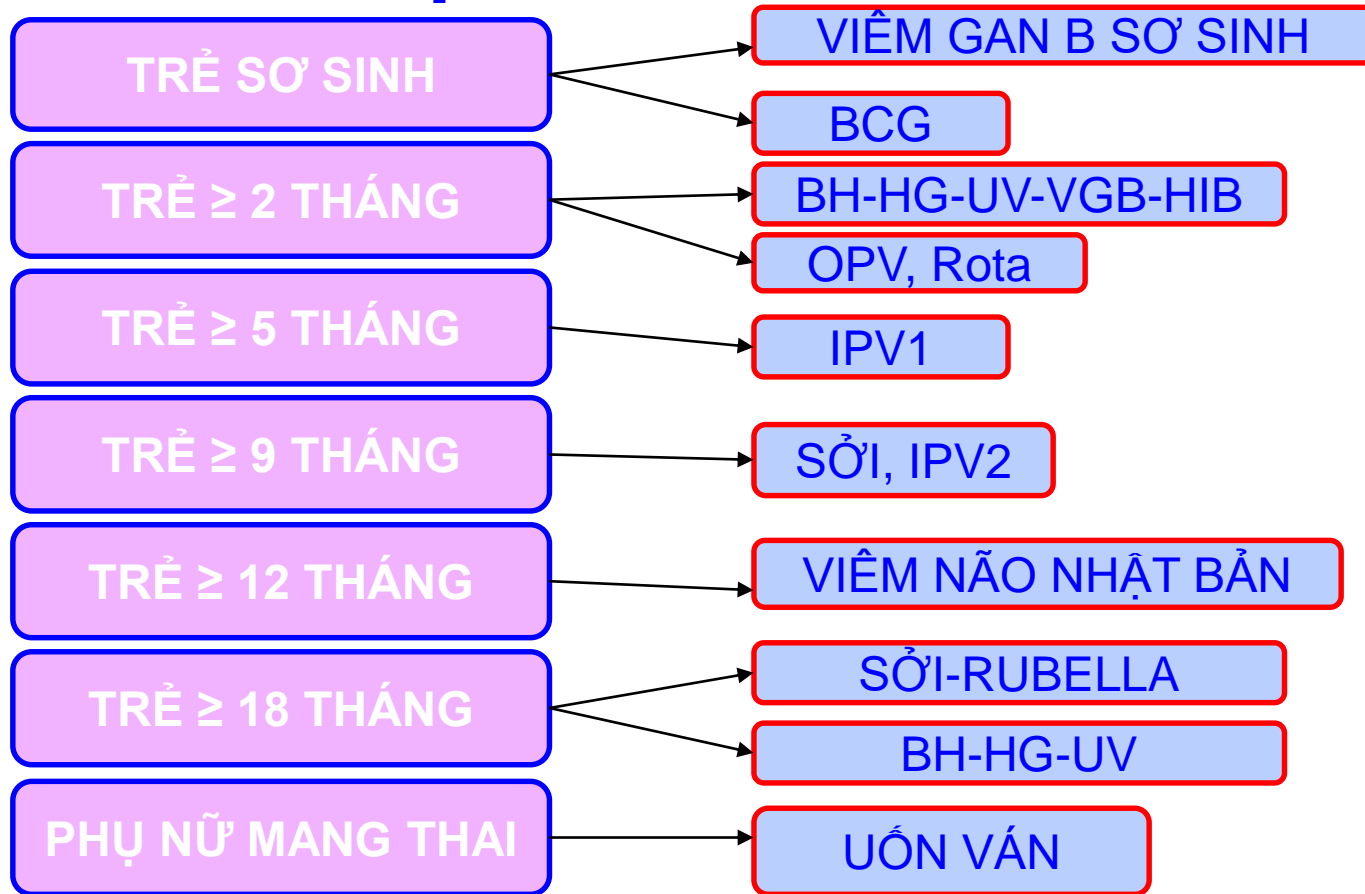 TRẺ SƠ SINH
VIÊM GAN B SƠ SINH
BCG
TRẺ ≥ 2 THÁNG
BH-HG-UV-VGB-HIB
OPV, Rota
TRẺ ≥ 5 THÁNG
IPV1
TRẺ ≥ 9 THÁNG
SỞI, IPV2
TRẺ ≥ 12 THÁNG
VIÊM NÃO NHẬT BẢN
TRẺ ≥ 18 THÁNG
SỞI-RUBELLA
BH-HG-UV
PHỤ NỮ MANG THAI
UỐN VÁN